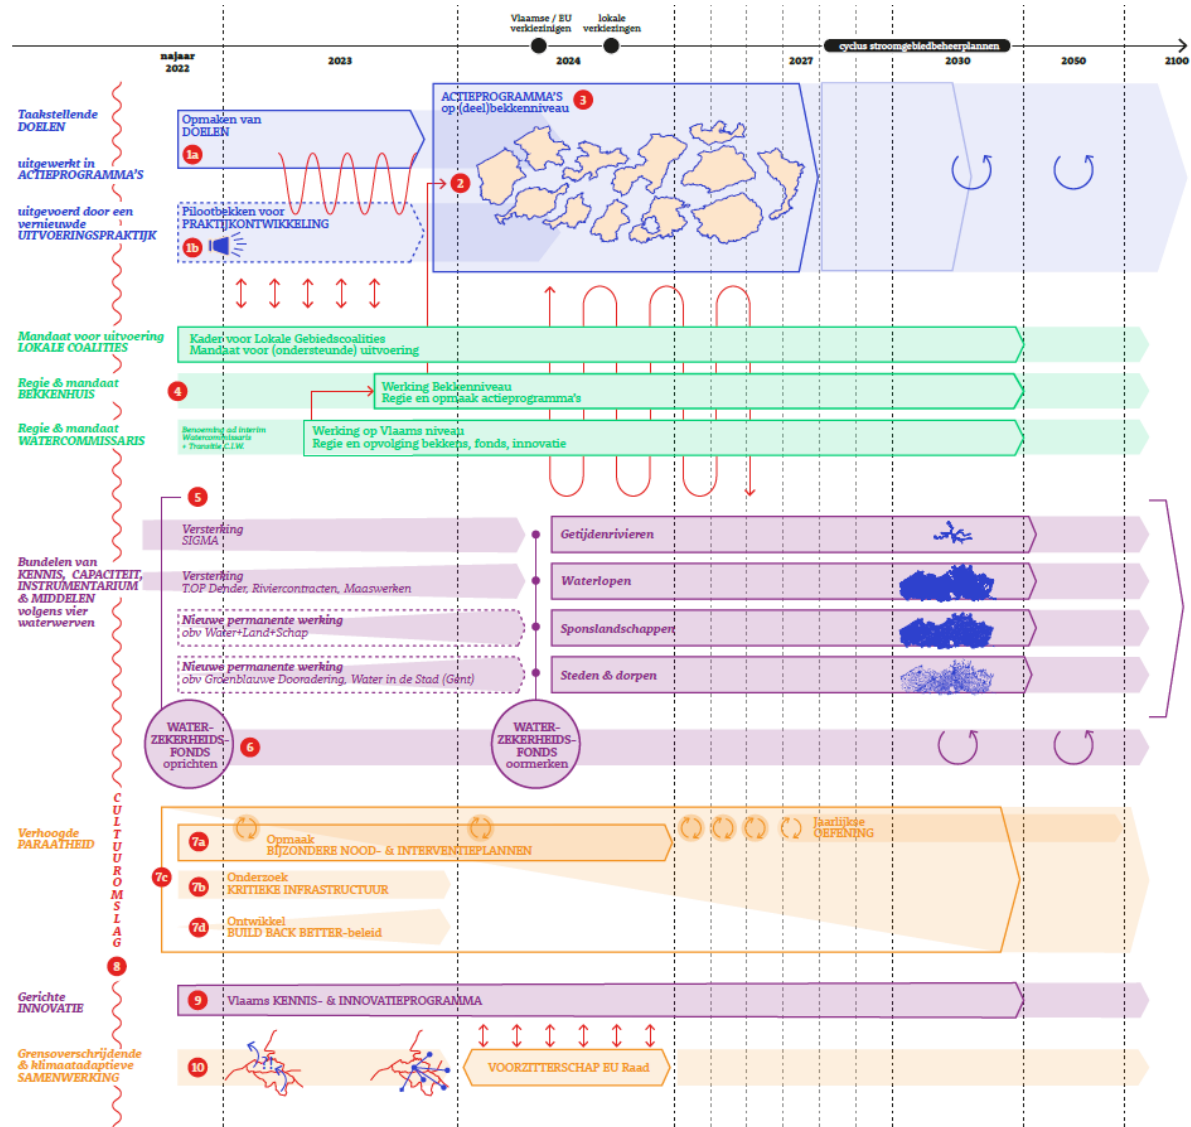 Vlaamse / EU
verkiezinigen
lokale
verkiezingen
cyclus stroomgebiedbeheerplannen
najaar
2022
2023
2024
2027
2030
2050
2100
Taakstellende
DOELEN
uitgewerkt in
ACTIEPROGRAMMA'S
uitgevoerd door een
vernieuwde
UITVOERINGSPRAKTIJK
Opmaken van
DOELEN
1a
Pilootbekken voor
PRAKTIJKONTWIKKELING
1b
2
ACTIEPROGRAMMA'S
op (deel)bekkenniveau
3
Mandaat voor uitvoering
LOKALE COALITIES
Kader voor Lokale Gebiedscoalities
Mandaat voor (ondersteunde) uitvoering
Regie & mandaat
BEKKENHUIS
4
Werking Bekkenniveau
Regie en opmaak actieprogramma's
Regie & mandaat
WATERCOMMISSARIS
Benoeming ad interim
Watercommissaris
+ Transitie C.I.W.
Werking op Vlaams niveau
Regie en opvolging bekkens, fonds, innovatie
5
Bundelen van
KENNIS, CAPACITEIT,
INSTRUMENTARIUM
& MIDDELEN
volgens vier
waterwerven
Versterking
SIGMA
Getijdenrivieren
Versterking
T.OP Dender, Riviercontracten, Maaswerken
Waterlopen
Nieuwe permanente werking
obv Water+Land+Schap
Sponslandschappen
Nieuwe permanente werking
obv Groenblauwe Dooradering, Water in de Stad (Gent)
Steden & dorpen
WATER-
ZEKERHEIDS-
FONDS
oprichten
6
WATER-
ZEKERHEIDS-
FONDS
oormerken
CULTUUROMSLAG
8
Verhoogde
PARAATHEID
7a
Opmaak
BIJZONDERE NOOD- & INTERVENTIEPLANNEN
Jaarlijkse
OEFENING
7c
7b
Onderzoek
KRITIEKE INFRASTRUCTUUR
7d
Ontwikkel
BUILD BACK BETTER-beleid
Gerichte
INNOVATIE
9
Vlaams KENNIS- & INNOVATIEPROGRAMMA
Grensoverschrijdende
& klimaatadaptieve
SAMENWERKING
10
!!
VOORZITTERSCHAP EU Raad